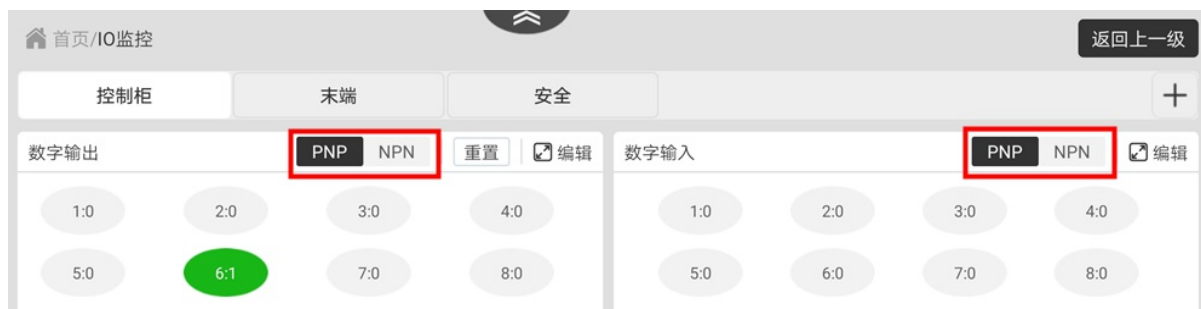 首页/IO监控
返回上一级
控制柜 末端 安全
数字输出 PNP NPN 重置 编辑 数字输入 PNP NPN 编辑
1:0 2:0 3:0 4:0 1:0 2:0 3:0 4:0
5:0 6:1 7:0 8:0 5:0 6:0 7:0 8:0